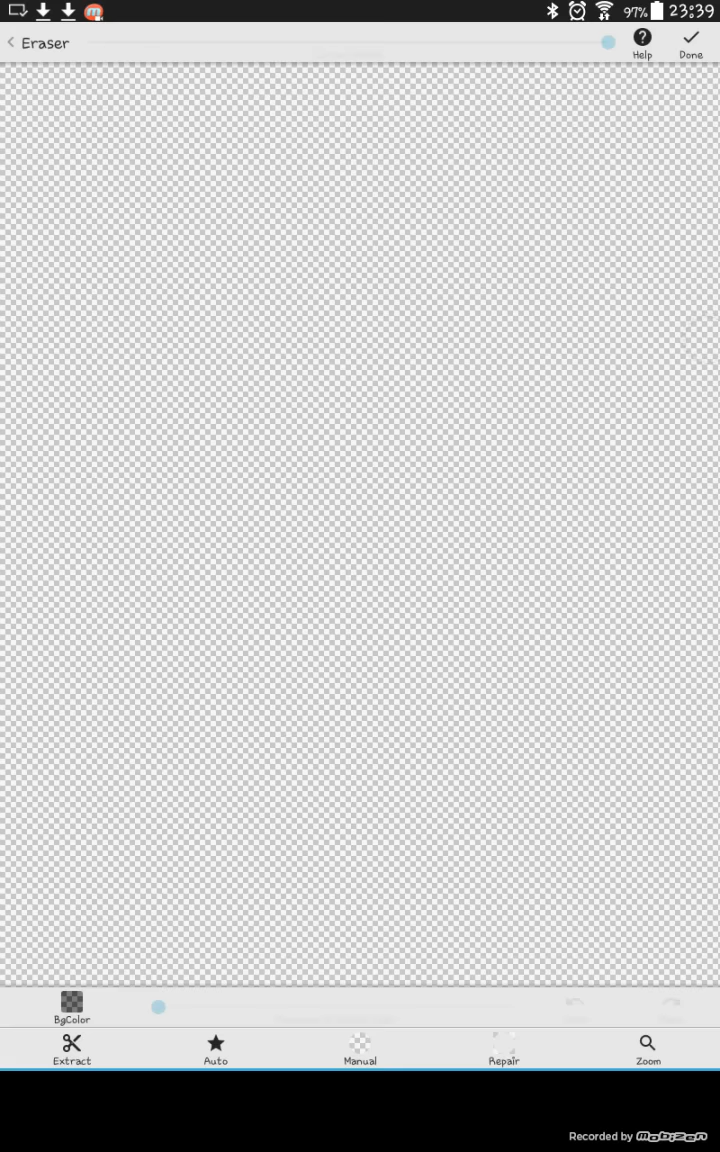 97% 23:39
Eraser
Help
Done
BgColor
Extract
Auto
Manual
Repair
Zoom
Recorded by mobizen